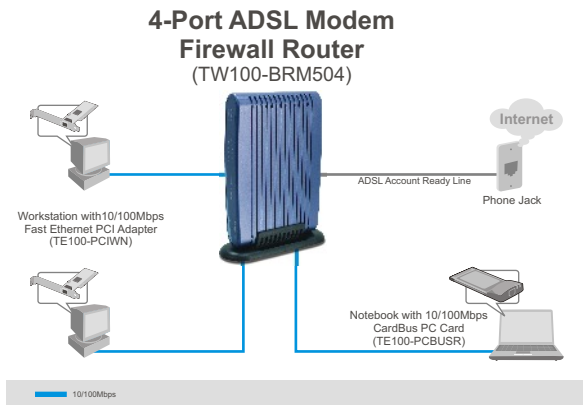 4-Port ADSL Modem
Firewall Router
(TW100-BRM504)
Internet
ADSL Account Ready Line
Phone Jack
Workstation with10/100Mbps
Fast Ethernet PCI Adapter
(TE100-PCIWN)
Notebook with 10/100Mbps
CardBus PC Card
(TE100-PCBUSR)
10/100Mbps